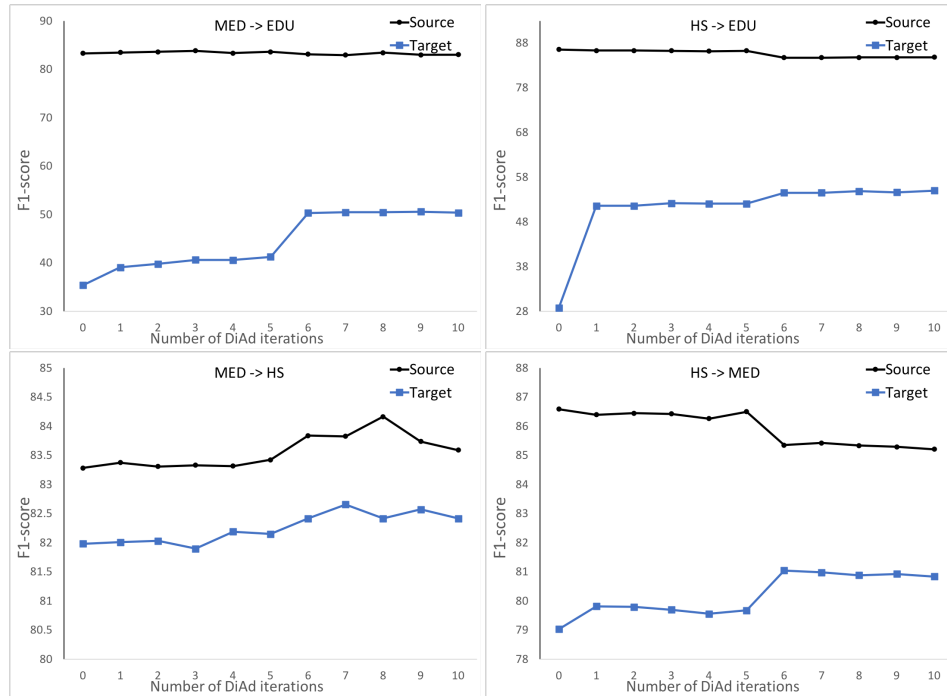 MED -> EDU
Source
Target
90
80
70
60
50
40
30
F1-score
0 1 2 3 4 5 6 7 8 9 10
Number of DiAd iterations
HS -> EDU
Source
Target
88
78
68
58
48
38
28
F1-score
0 1 2 3 4 5 6 7 8 9 10
Number of DiAd iterations
MED -> HS
Source
Target
85
84.5
84
83.5
83
82.5
82
81.5
81
80.5
80
F1-score
0 1 2 3 4 5 6 7 8 9 10
Number of DiAd iterations
HS -> MED
Source
Target
88
87
86
85
84
83
82
81
80
79
78
F1-score
0 1 2 3 4 5 6 7 8 9 10
Number of DiAd iterations